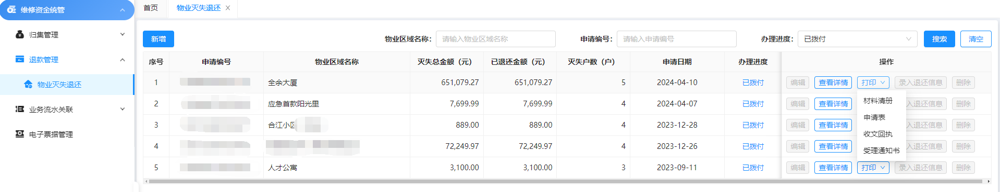 维修资金统管
归集管理
退款管理
物业灭失退还
业务流水关联
电子票据管理
首页 物业灭失退还
新增 物业区域名称： 请输入物业区域名称 申请编号： 请输入申请编号 办理进度： 已拨付 搜索 清空
序号 申请编号 物业区域名称 灭失总金额（元） 已退还金额（元） 灭失户数（户） 申请日期 办理进度 操作
1 全余大厦 651,079.27 651,079.27 5 2024-04-10 已拨付 编辑 查看详情 打印 录入退还信息 删除
2 应急首款阳光里 7,699.99 7,699.99 4 2024-04-07 已拨付 编辑 查看详情 入退还信息 删除
3 合江小区 889.00 889.00 4 2023-12-28 已拨付 编辑 查看详情 入退还信息 删除
4 72,249.97 72,249.97 4 2023-12-26 已拨付 编辑 查看详情 入退还信息 删除
5 人才公寓 3,100.00 3,100.00 3 2023-09-11 已拨付 编辑 查看详情 打印 录入退还信息 删除
材料清册
申请表
收文回执
受理通知书